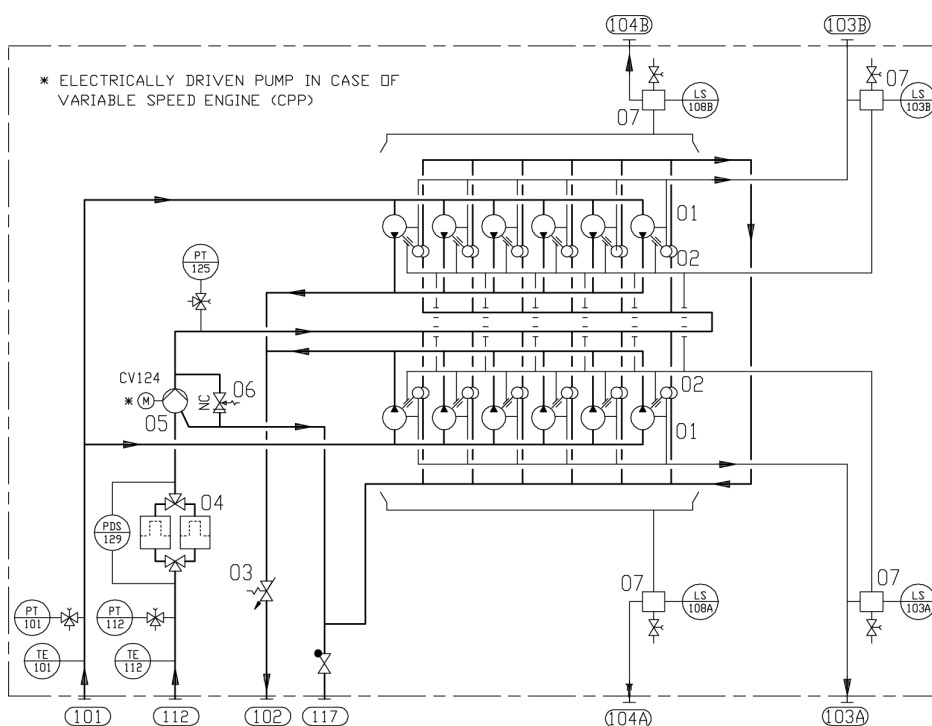 104B
103B
* ELECTRICALLY DRIVEN PUMP IN CASE OF
VARIABLE SPEED ENGINE (CPP)
07
LS
108B
07
LS
103B
01
02
PT
125
CV124
*
M
05
NC
06
02
01
04
PDS
129
03
07
LS
108A
07
LS
103A
PT
101
PT
112
TE
101
TE
112
101
112
102
117
104A
103A